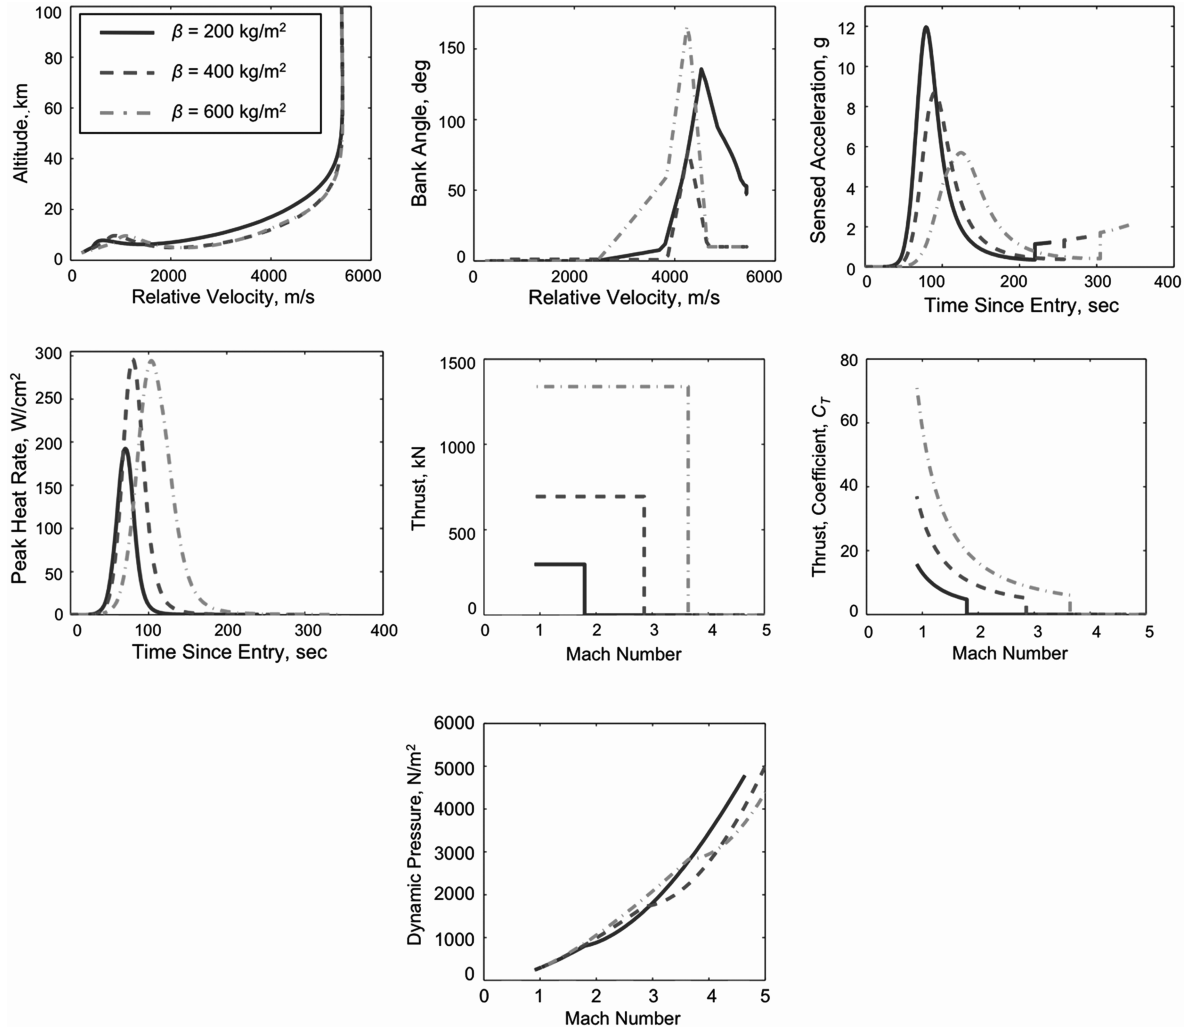 100
80
60
40
20
0
Altitude, km
β = 200 kg/m2
β = 400 kg/m2
β = 600 kg/m2
0 2000 4000 6000
Relative Velocity, m/s
150
100
50
0
Bank Angle, deg
0 2000 4000 6000
Relative Velocity, m/s
12
10
8
6
4
2
0
Sensed Acceleration, g
0 100 200 300 400
Time Since Entry, sec
300
250
200
150
100
50
0
Peak Heat Rate, W/cm2
0 100 200 300 400
Time Since Entry, sec
1500
1000
500
0
Thrust, kN
0 1 2 3 4 5
Mach Number
80
60
40
20
0
Thrust, Coefficient, CT
0 1 2 3 4 5
Mach Number
6000
5000
4000
3000
2000
1000
0
Dynamic Pressure, N/m2
0 1 2 3 4 5
Mach Number